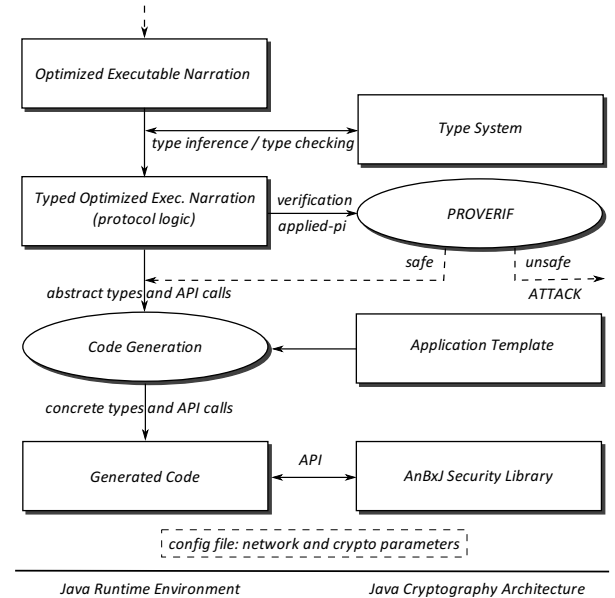 Optimized Executable Narration
Type System
type inference / type checking
Typed Optimized Exec. Narration
(protocol logic)
verification
applied-pi
PROVERIF
safe
unsafe
abstract types and API calls
ATTACK
Code Generation
Application Template
concrete types and API calls
Generated Code
API
AnBxJ Security Library
config file: network and crypto parameters
Java Runtime Environment
Java Cryptography Architecture